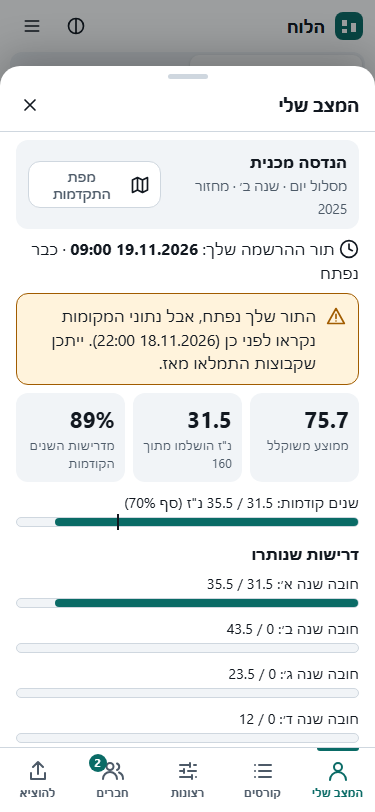 הלוח
המצב שלי
הנדסה מכנית
מסלול יום · שנה ב׳ · מחזור
2025
מפת
התקדמות
תור ההרשמה שלך: 19.11.2026 09:00 · כבר
נפתח
התור שלך נפתח, אבל נתוני המקומות
נקראו לפני כן (18.11.2026 22:00). ייתכן
שקבוצות התמלאו מאז.
75.7
ממוצע משוקלל
31.5
נ"ז הושלמו מתוך
160
89%
מדרישות השנים
הקודמות
שנים קודמות: 31.5 / 35.5 נ"ז (סף 70%)
דרישות שנותרו
חובה שנה א׳: 31.5 / 35.5
חובה שנה ב׳: 0 / 43.5
חובה שנה ג׳: 0 / 23.5
חובה שנה ד׳: 0 / 12
המצב שלי
קורסים
רצונות
2
חברים
להוציא